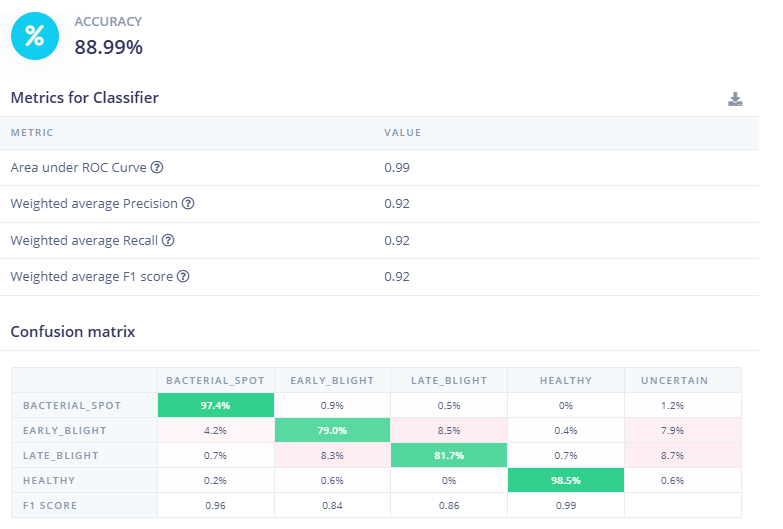 %
ACCURACY
88.99%
Metrics for Classifier
METRIC VALUE
Area under ROC Curve ? 0.99
Weighted average Precision ? 0.92
Weighted average Recall ? 0.92
Weighted average F1 score ? 0.92
Confusion matrix
BACTERIAL_SPOT EARLY_BLIGHT LATE_BLIGHT HEALTHY UNCERTAIN
BACTERIAL_SPOT 97.4% 0.9% 0.5% 0% 1.2%
EARLY_BLIGHT 4.2% 79.0% 8.5% 0.4% 7.9%
LATE_BLIGHT 0.7% 8.3% 81.7% 0.7% 8.7%
HEALTHY 0.2% 0.6% 0% 98.5% 0.6%
F1 SCORE 0.96 0.84 0.86 0.99